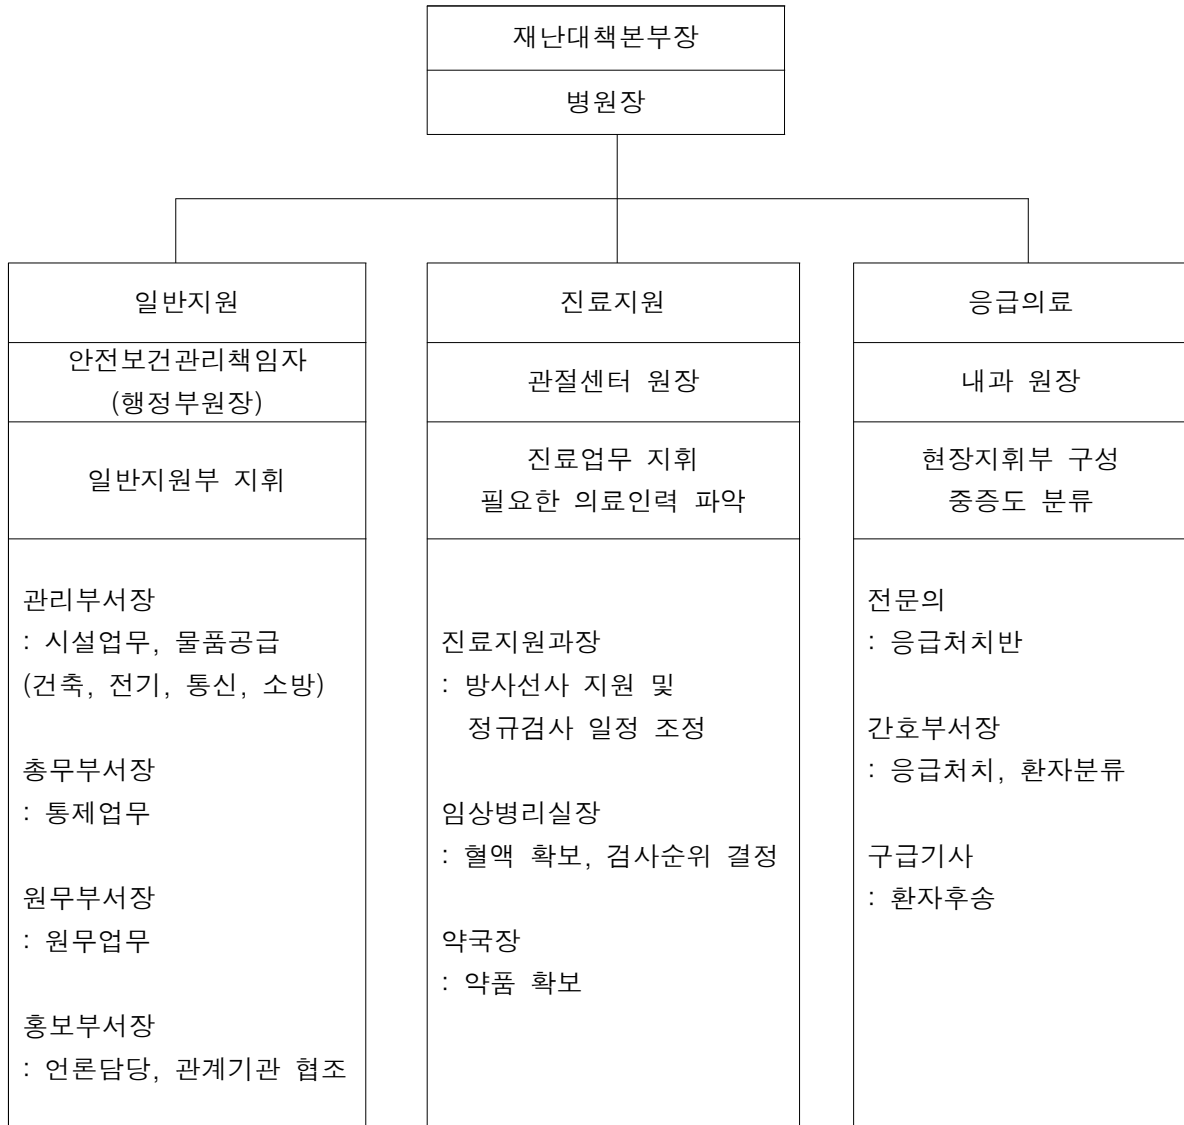 재난대책본부장
병원장
일반지원
안전보건관리책임자
(행정부원장)
일반지원부 지휘
관리부서장
: 시설업무, 물품공급
(건축, 전기, 통신, 소방)
총무부서장
: 통제업무
원무부서장
: 원무업무
홍보부서장
: 언론담당, 관계기관 협조
진료지원
관절센터 원장
진료업무 지휘
필요한 의료인력 파악
진료지원과장
: 방사선사 지원 및
정규검사 일정 조정
임상병리실장
: 혈액 확보, 검사순위 결정
약국장
: 약품 확보
응급의료
내과 원장
현장지휘부 구성
중증도 분류
전문의
: 응급처치반
간호부서장
: 응급처치, 환자분류
구급기사
: 환자후송